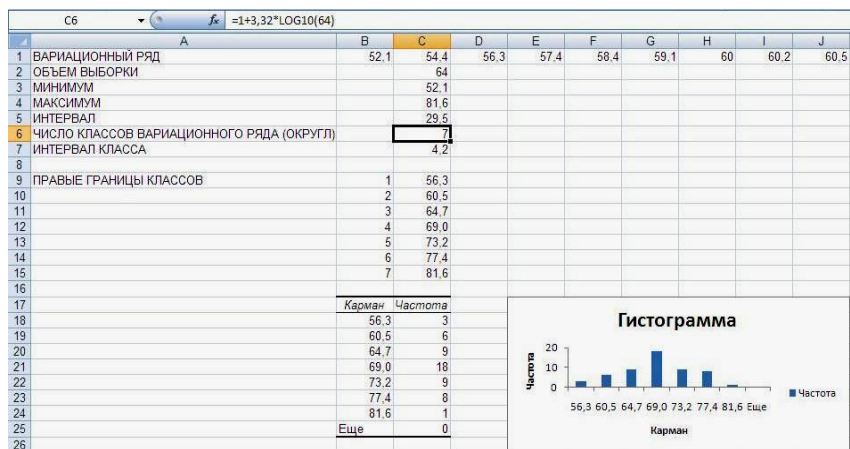 C6 fx =1+3,32*LOG10(64)
A B C D E F G H I J
1 ВАРИАЦИОННЫЙ РЯД 52,1 54,4 56,3 57,4 58,4 59,1 60 60,2 60,5
2 ОБЪЕМ ВЫБОРКИ 64
3 МИНИМУМ 52,1
4 МАКСИМУМ 81,6
5 ИНТЕРВАЛ 29,5
6 ЧИСЛО КЛАССОВ ВАРИАЦИОННОГО РЯДА (ОКРУГЛ) 7
7 ИНТЕРВАЛ КЛАССА 4,2
8
9 ПРАВЫЕ ГРАНИЦЫ КЛАССОВ 1 56,3
10 2 60,5
11 3 64,7
12 4 69,0
13 5 73,2
14 6 77,4
15 7 81,6
16
17 Карман Частота
18 56,3 3
19 60,5 6
20 64,7 9
21 69,0 18
22 73,2 9
23 77,4 8
24 81,6 1
25 Еще 0
26
Гистограмма
Частота
20
10
0
56,3 60,5 64,7 69,0 73,2 77,4 81,6 Еще
Карман
Частота